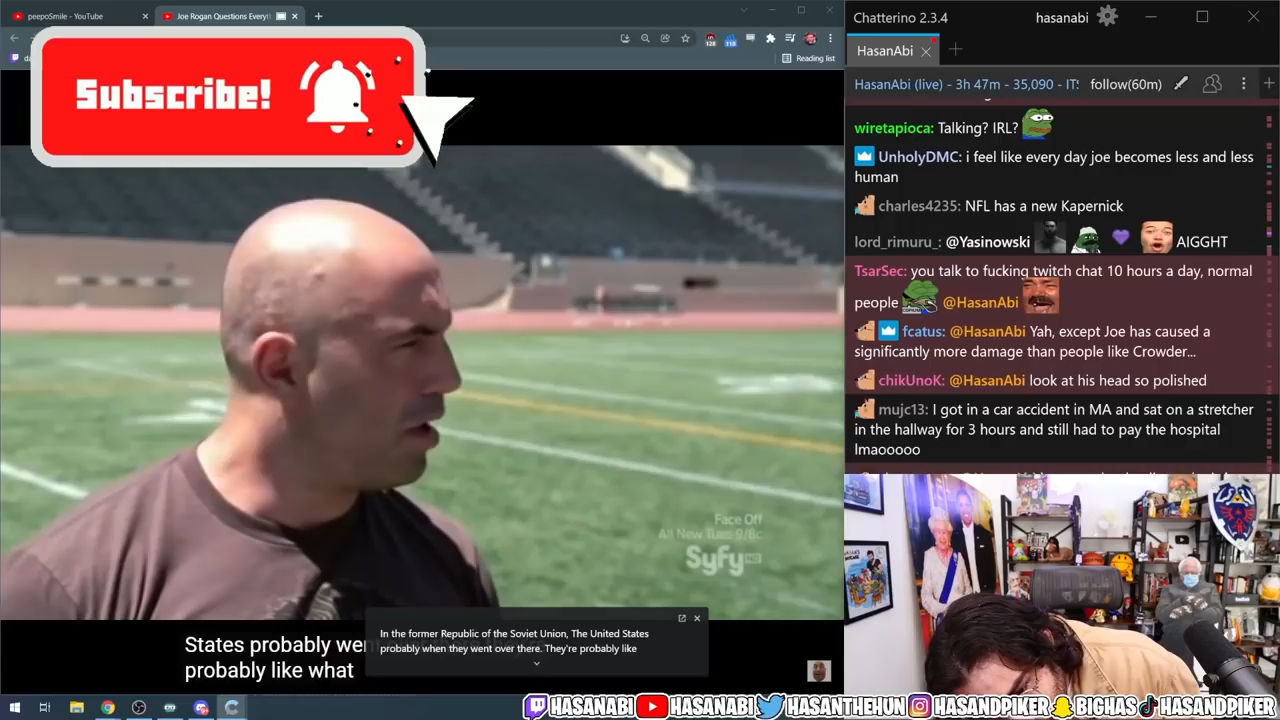 peepoSmile - YouTube
Joe Rogan Questions Everyt
Reading list
Subscribe!
Face Off
All New Tues 9/8c
Syfy HD
States probably wen
probably like what
In the former Republic of the Soviet Union, The United States
probably when they went over there. They're probably like
Chatterino 2.3.4
hasanabi
HasanAbi
HasanAbi (live) - 3h 47m - 35,090 - IT'
follow(60m)
wiretapioca: Talking? IRL?
UnholyDMC: i feel like every day joe becomes less and less
human
charles4235: NFL has a new Kapernick
lord_rimuru_: @Yasinowski AIGGHT
TsarSec: you talk to fucking twitch chat 10 hours a day, normal
people @HasanAbi
fcatus: @HasanAbi Yah, except Joe has caused a
significantly more damage than people like Crowder...
chikUnoK: @HasanAbi look at his head so polished
mujc13: I got in a car accident in MA and sat on a stretcher
in the hallway for 3 hours and still had to pay the hospital
lmaooooo
HASANABI HASANABI HASANTHEHUN HASANDPIKER BIGHAS HASANDPIKER